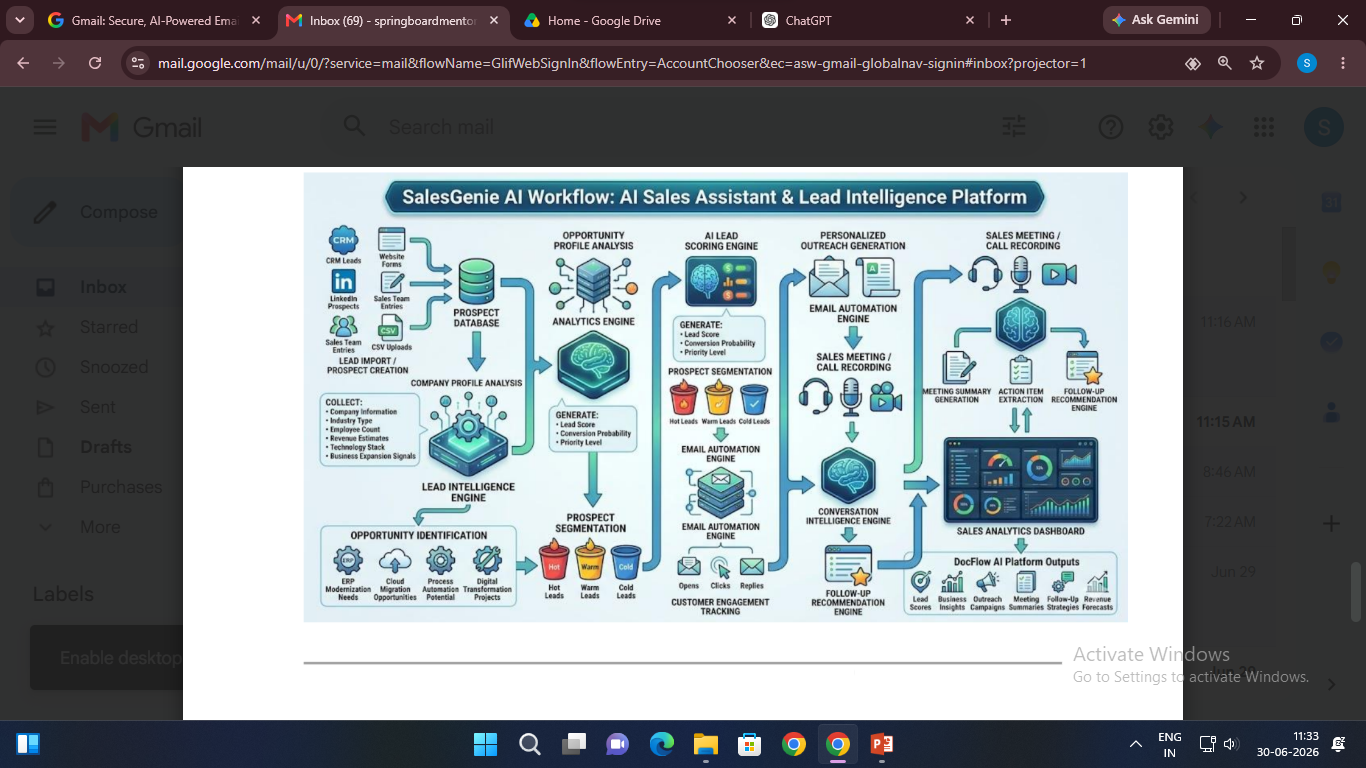 Gmail: Secure, AI-Powered Emai
Inbox (69) - springboardmentor
Home - Google Drive
ChatGPT
Ask Gemini
mail.google.com/mail/u/0/?service=mail&flowName=GlifWebSignIn&flowEntry=AccountChooser&ec=asw-gmail-globalnav-signin#inbox?projector=1
S
Gmail
Search mail
S
Compose
Inbox
Starred
Snoozed
Sent
Drafts
Purchases
More
Labels
Enable desktop
11:16 AM
11:15 AM
8:46 AM
7:22 AM
Jun 29
SalesGenie AI Workflow: AI Sales Assistant & Lead Intelligence Platform
CRM
CRM Leads
Website
Forms
in
LinkedIn
Prospects
Sales Team
Entries
Sales Team
Entries
CSV
CSV Uploads
LEAD IMPORT /
PROSPECT CREATION
PROSPECT
DATABASE
COMPANY PROFILE ANALYSIS
COLLECT:
• Company Information
• Industry Type
• Employee Count
• Revenue Estimates
• Technology Stack
• Business Expansion Signals
LEAD INTELLIGENCE
ENGINE
OPPORTUNITY IDENTIFICATION
ERP
ERP
Modernization
Needs
Cloud
Migration
Opportunities
Process
Automation
Potential
Digital
Transformation
Projects
OPPORTUNITY
PROFILE ANALYSIS
ANALYTICS ENGINE
GENERATE:
• Lead Score
• Conversion Probability
• Priority Level
PROSPECT
SEGMENTATION
Hot
Warm
Cold
Hot
Leads
Warm
Leads
Cold
Leads
AI LEAD
SCORING ENGINE
GENERATE:
• Lead Score
• Conversion Probability
• Priority Level
PROSPECT SEGMENTATION
Hot Leads
Warm Leads
Cold Leads
EMAIL AUTOMATION
ENGINE
EMAIL AUTOMATION
ENGINE
Opens
Clicks
Replies
CUSTOMER ENGAGEMENT
TRACKING
PERSONALIZED
OUTREACH GENERATION
A
EMAIL AUTOMATION
ENGINE
SALES MEETING /
CALL RECORDING
CONVERSATION
INTELLIGENCE ENGINE
FOLLOW-UP
RECOMMENDATION
ENGINE
SALES MEETING /
CALL RECORDING
MEETING SUMMARY
GENERATION
ACTION ITEM
EXTRACTION
FOLLOW-UP
RECOMMENDATION
ENGINE
SALES ANALYTICS DASHBOARD
DocFlow AI Platform Outputs
Lead
Scores
Business
Insights
Outreach
Campaigns
Meeting
Summaries
Follow-Up
Strategies
Revenue
Forecasts
Activate Windows
Go to Settings to activate Windows.
ENG
IN
11:33
30-06-2026